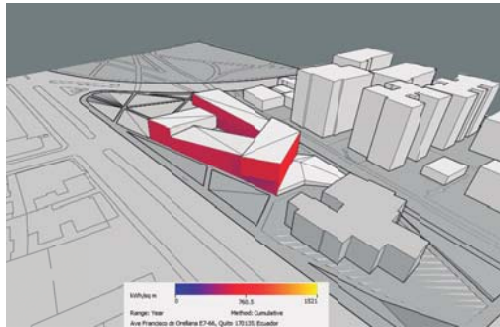 kWh/sq m 0 760.5 1521
Range: Year Method: Cumulative
Ave Francisco de Orellana E7-6A, Quito 170135 Ecuador